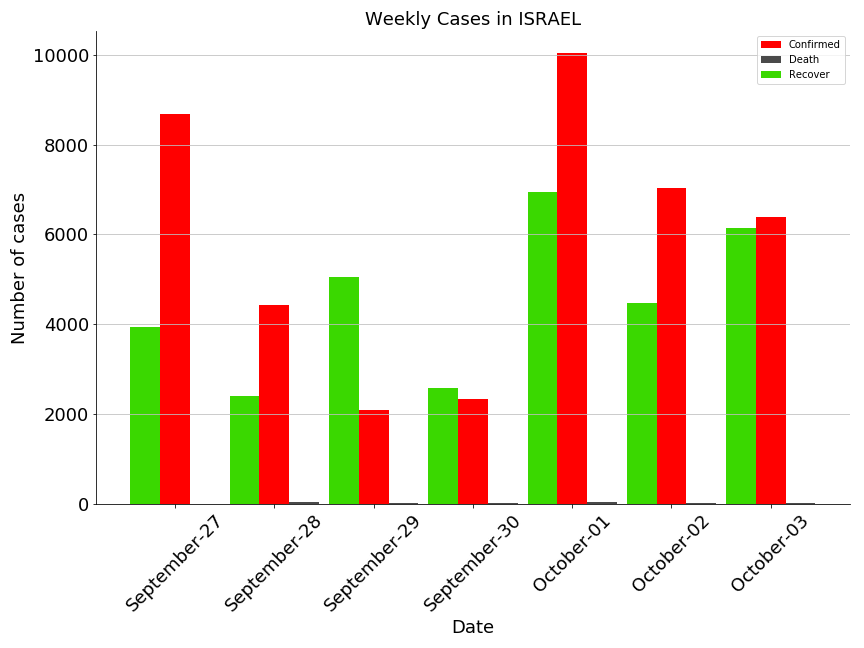 Weekly Cases in ISRAEL
Confirmed
Death
Recover
Number of cases
10000
8000
6000
4000
2000
0
September-27
September-28
September-29
September-30
October-01
October-02
October-03
Date